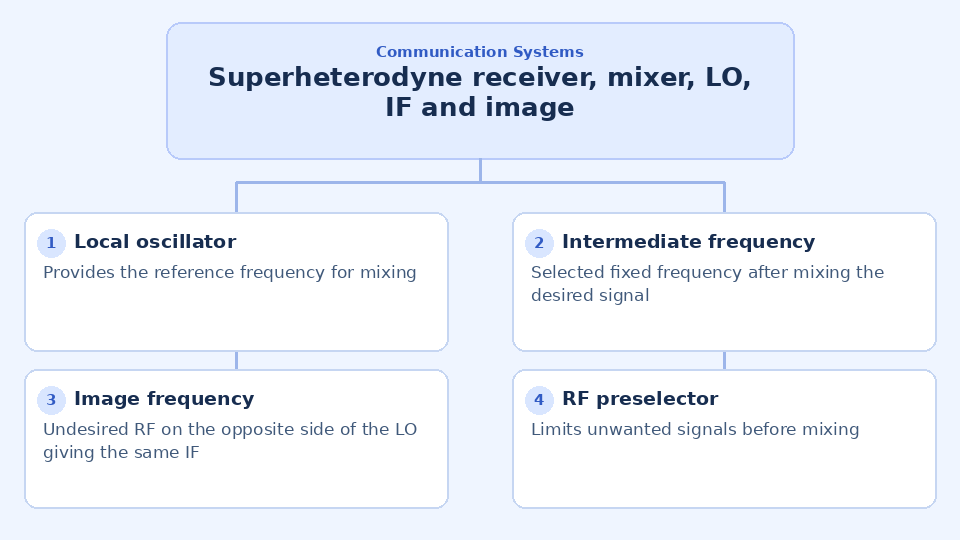 Communication Systems
Superheterodyne receiver, mixer, LO,
IF and image
1 Local oscillator
Provides the reference frequency for mixing
2 Intermediate frequency
Selected fixed frequency after mixing the
desired signal
3 Image frequency
Undesired RF on the opposite side of the LO
giving the same IF
4 RF preselector
Limits unwanted signals before mixing